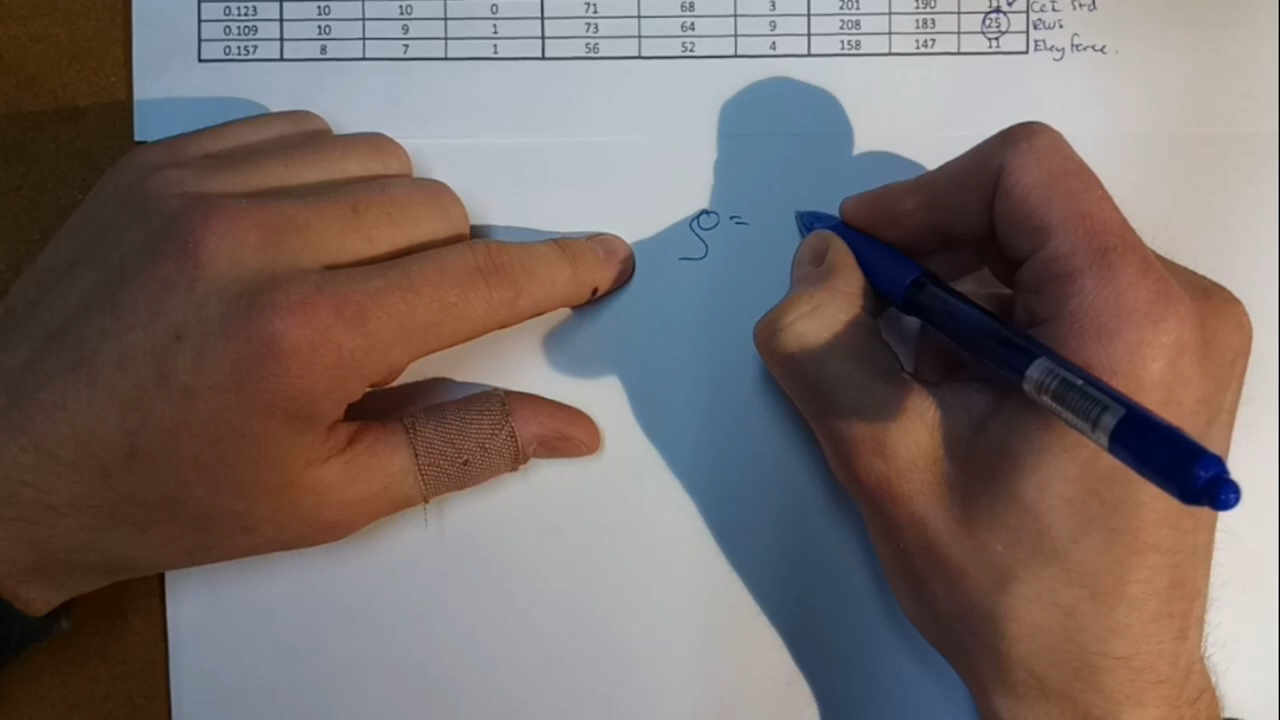 0.123 10 10 0 71 68 3 201 190 11 CCI Std
0.109 10 9 1 73 64 9 208 183 25 RWS
0.157 8 7 1 56 52 4 158 147 11 Eley force.
ρ =